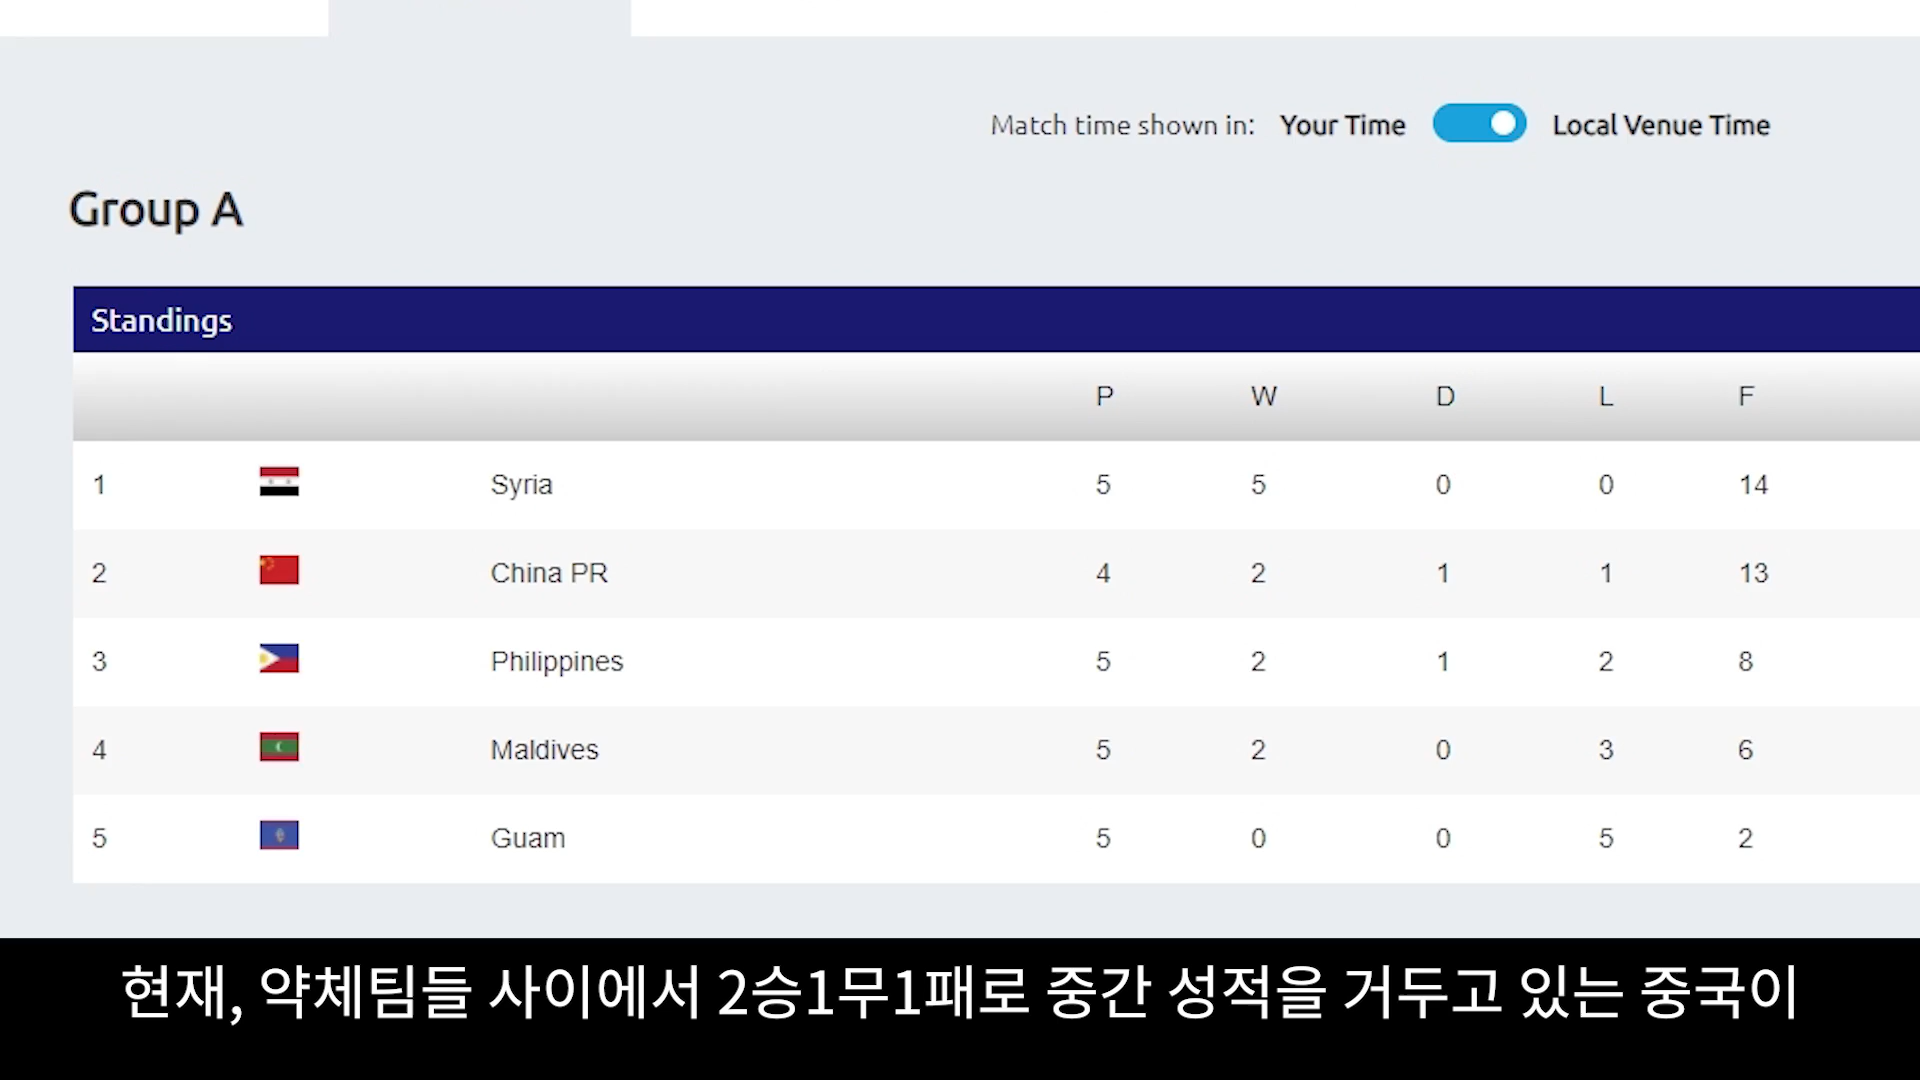 Match time shown in: Your Time Local Venue Time
Group A
Standings
P W D L F
1 Syria 5 5 0 0 14
2 China PR 4 2 1 1 13
3 Philippines 5 2 1 2 8
4 Maldives 5 2 0 3 6
5 Guam 5 0 0 5 2
현재, 약체팀들 사이에서 2승1무1패로 중간 성적을 거두고 있는 중국이